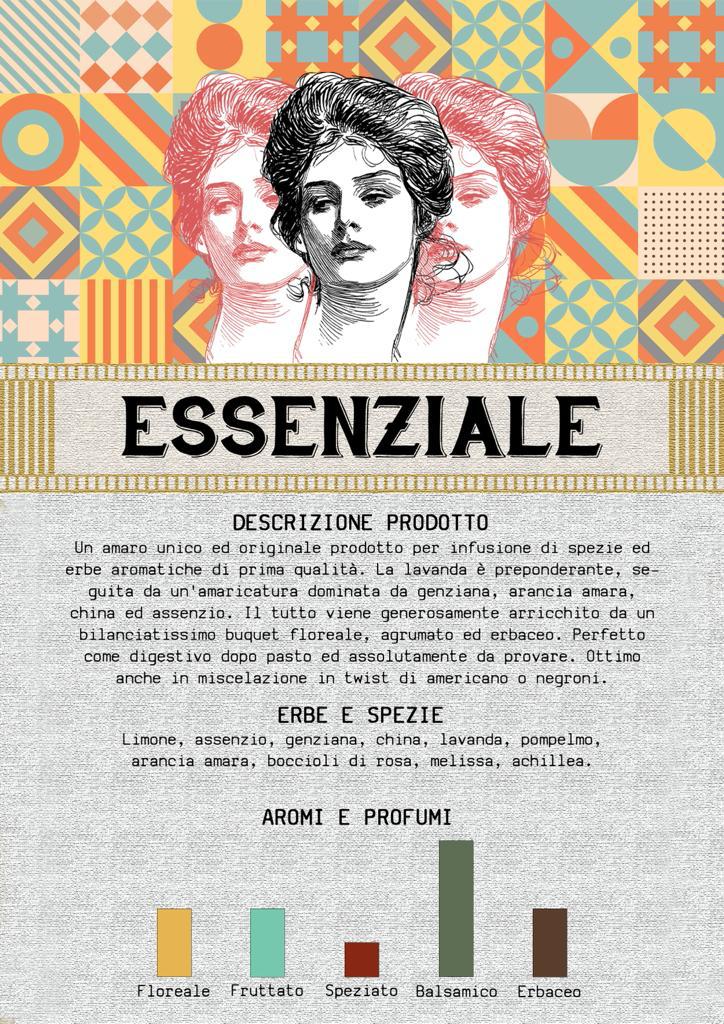 ESSENZIALE
DESCRIZIONE PRODOTTO
Un amaro unico ed originale prodotto per infusione di spezie ed
erbe aromatiche di prima qualità. La lavanda è preponderante, se-
guita da un'amaricatura dominata da genziana, arancia amara,
china ed assenzio. Il tutto viene generosamente arricchito da un
bilanciatissimo buquet floreale, agrumato ed erbaceo. Perfetto
come digestivo dopo pasto ed assolutamente da provare. Ottimo
anche in miscelazione in twist di americano o negroni.
ERBE E SPEZIE
Limone, assenzio, genziana, china, lavanda, pompelmo,
arancia amara, boccioli di rosa, melissa, achillea.
AROMI E PROFUMI
Floreale Fruttato Speziato Balsamico Erbaceo